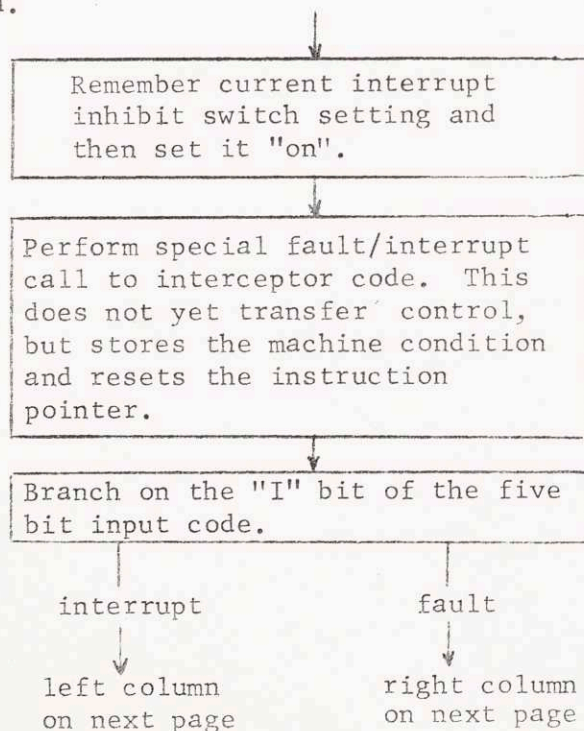 Remember current interrupt
inhibit switch setting and
then set it "on".
Perform special fault/interrupt
call to interceptor code. This
does not yet transfer control,
but stores the machine condition
and resets the instruction
pointer.
Branch on the "I" bit of the five
bit input code.
interrupt
fault
left column
on next page
right column
on next page